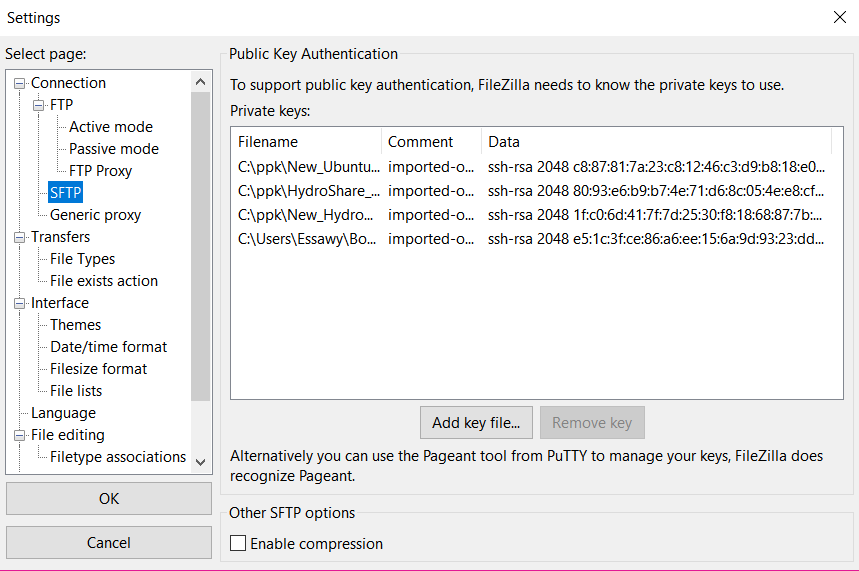 Settings
Select page:
Connection
FTP
Active mode
Passive mode
FTP Proxy
SFTP
Generic proxy
Transfers
File Types
File exists action
Interface
Themes
Date/time format
Filesize format
File lists
Language
File editing
Filetype associations
OK
Cancel
Public Key Authentication
To support public key authentication, FileZilla needs to know the private keys to use.
Private keys:
Filename Comment Data
C:\ppk\New_Ubuntu... imported-o... ssh-rsa 2048 c8:87:81:7a:23:c8:12:46:c3:d9:b8:18:e0...
C:\ppk\HydroShare_... imported-o... ssh-rsa 2048 80:93:e6:b9:b7:4e:71:d6:8c:05:4e:e8:cf...
C:\ppk\New_Hydro... imported-o... ssh-rsa 2048 1f:c0:6d:41:7f:7d:25:30:f8:18:68:87:7b:...
C:\Users\Essawy\Bo... imported-o... ssh-rsa 2048 e5:1c:3f:ce:86:a6:ee:15:6a:9d:93:23:dd...
Add key file... Remove key
Alternatively you can use the Pageant tool from PuTTY to manage your keys, FileZilla does
recognize Pageant.
Other SFTP options
Enable compression